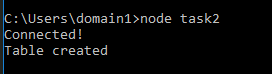 C:\Users\domain1>node task2
Connected!
Table created